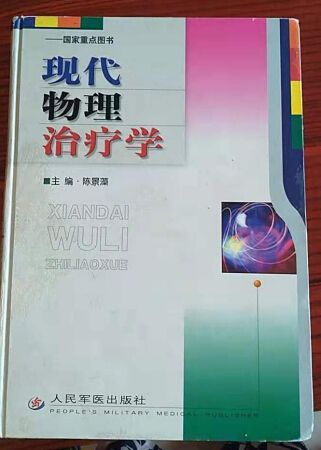 ——国家重点图书
现代
物理
治疗学
■主 编·陈景藻
XIANDAI
WULI
ZHILIAOXUE
人民军医出版社
PEOPLE'S MILITARY MEDICAL PUBLISHER